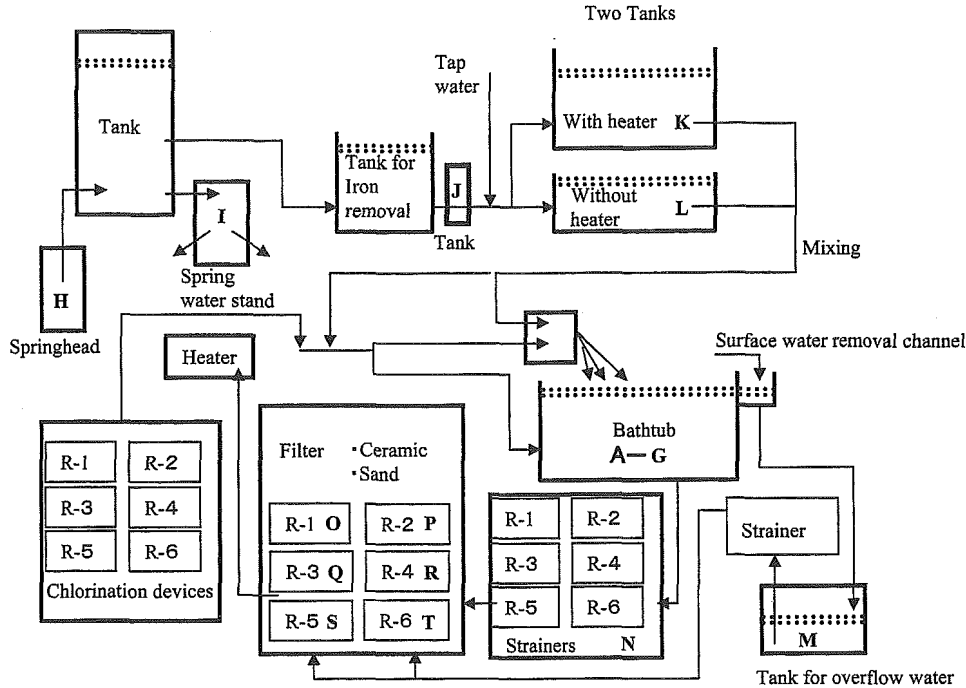 Two Tanks
Tap
water
Tank
With heater K
Tank for
Iron
removal
J
Without
heater
L
Tank
I
Mixing
H
Spring
water stand
Springhead
Heater
Surface water removal channel
Bathtub
A— G
Filter
・Ceramic
・Sand
R-1
R-2
R-3
R-4
R-5
R-6
Chlorination devices
R-1 O
R-2 P
R-3 Q
R-4 R
R-5 S
R-6 T
R-1
R-2
R-3
R-4
R-5
R-6
Strainers N
Strainer
M
Tank for overflow water